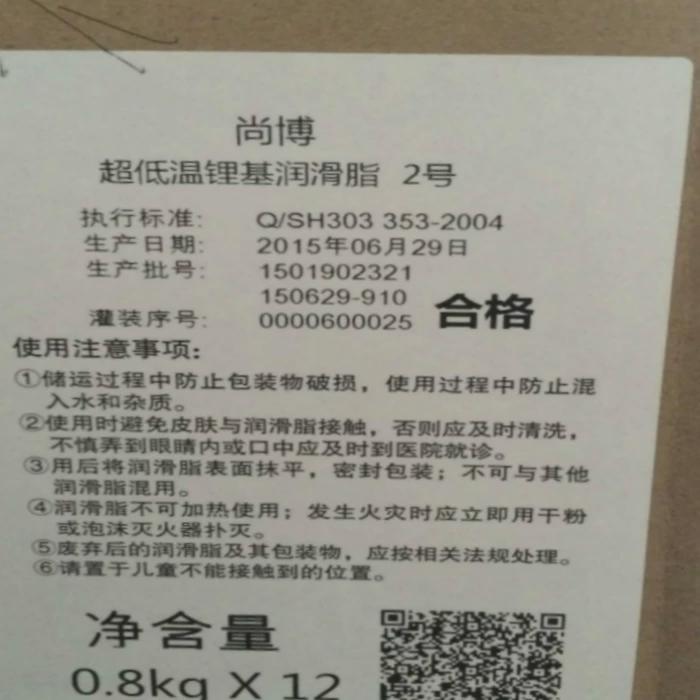 尚博
超低温锂基润滑脂 2号
执行标准: Q/SH303 353-2004
生产日期: 2015年06月29日
生产批号: 1501902321
150629-910
合格
灌装序号: 0000600025
使用注意事项:
①储运过程中防止包装物破损，使用过程中防止混
入水和杂质。
②使用时避免皮肤与润滑脂接触，否则应及时清洗，
不慎弄到眼睛内或口中应及时到医院就诊。
③用后将润滑脂表面抹平，密封包装；不可与其他
润滑脂混用。
④润滑脂不可加热使用；发生火灾时应立即用干粉
或泡沫灭火器扑灭。
⑤废弃后的润滑脂及其包装物，应按相关法规处理。
⑥请置于儿童不能接触到的位置。
净含量
0.8kg X 12